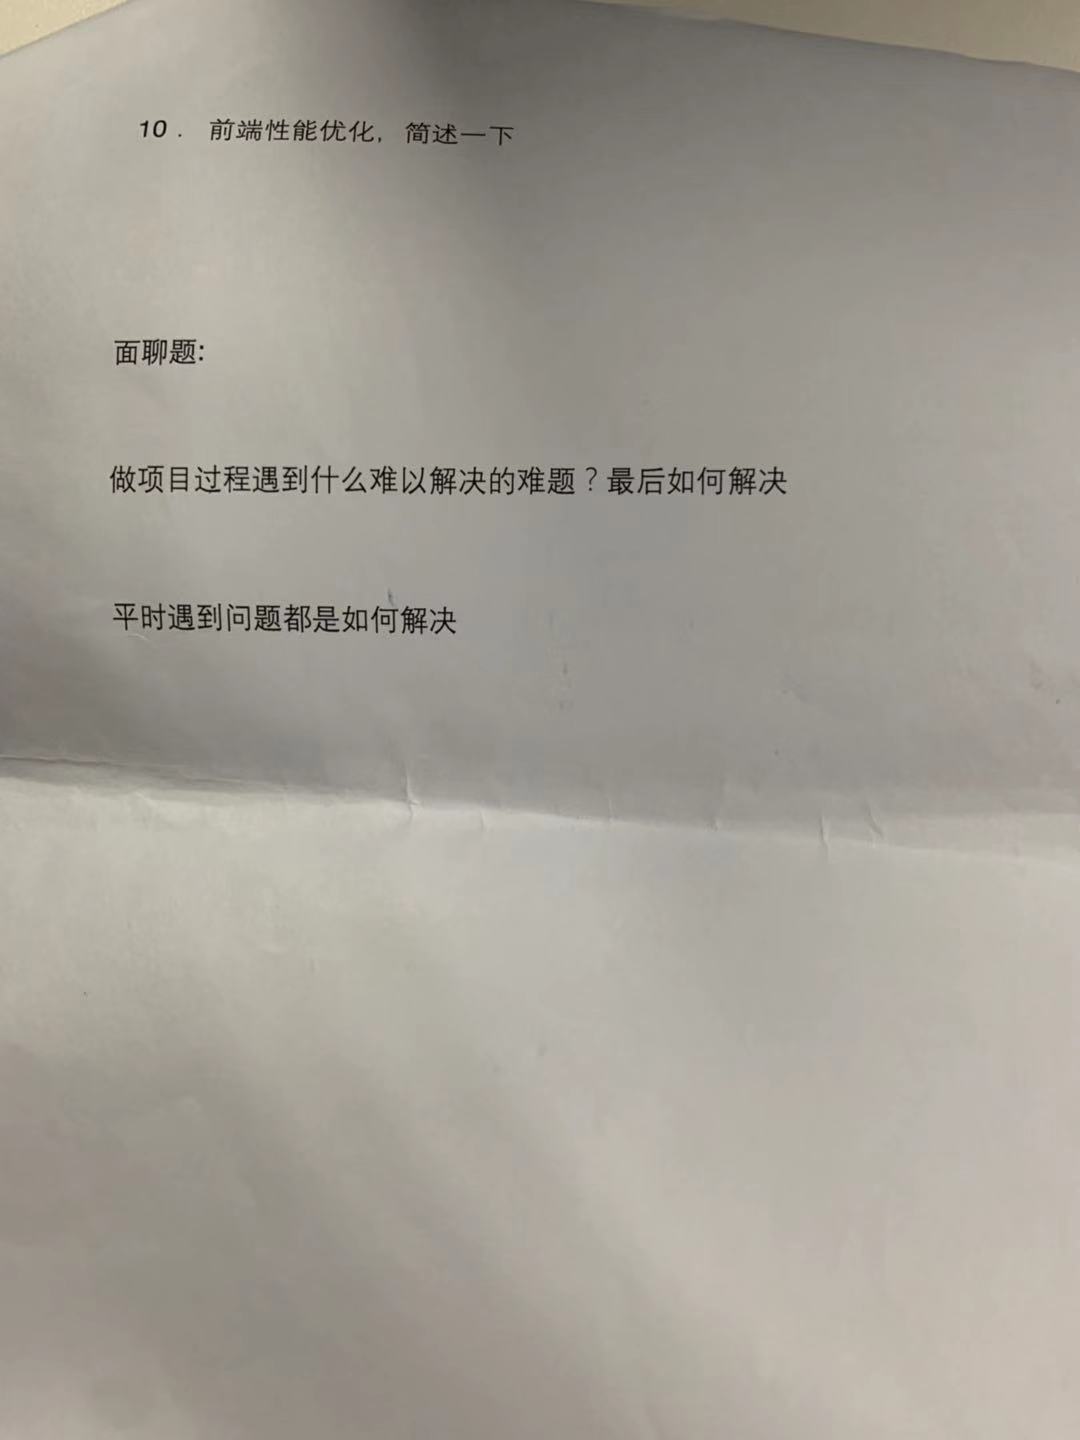 10． 前端性能优化，简述一下
面聊题:
做项目过程遇到什么难以解决的难题？最后如何解决
平时遇到问题都是如何解决